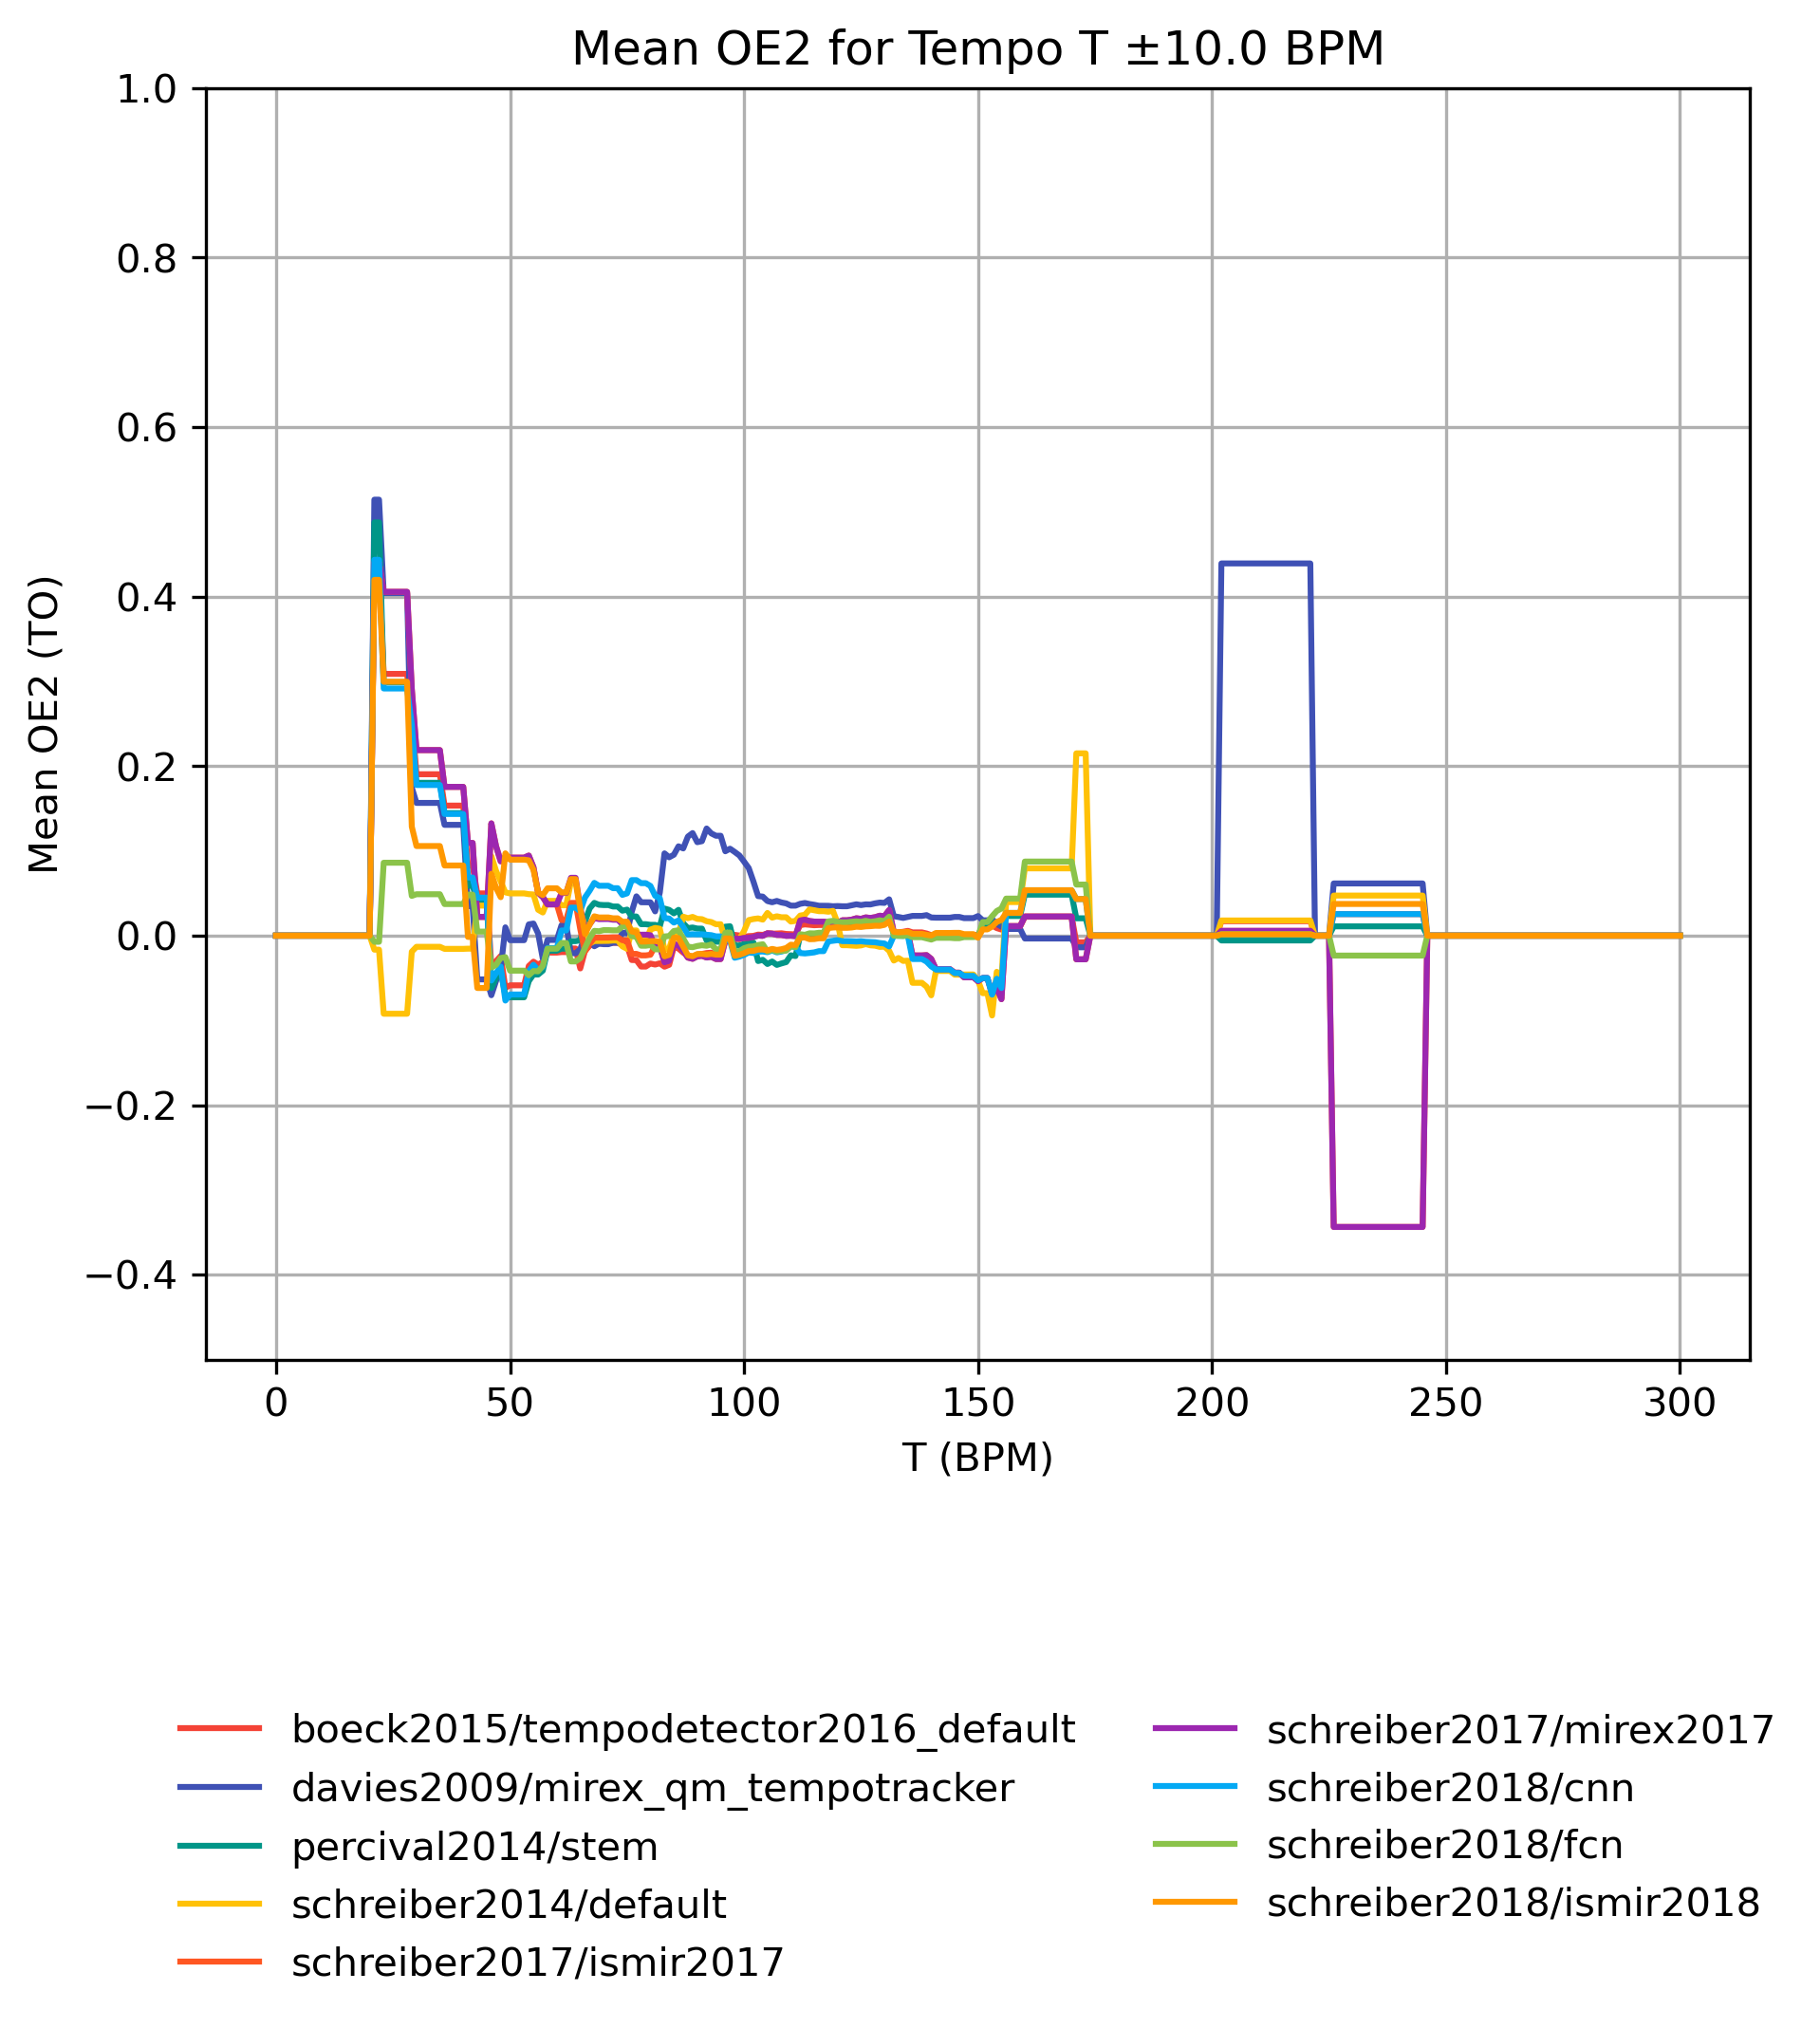 Mean OE2 for Tempo T ±10.0 BPM
1.0
0.8
0.6
0.4
0.2
0.0
−0.2
−0.4
Mean OE2 (TO)
0 50 100 150 200 250 300
T (BPM)
boeck2015/tempodetector2016_default
davies2009/mirex_qm_tempotracker
percival2014/stem
schreiber2014/default
schreiber2017/ismir2017
schreiber2017/mirex2017
schreiber2018/cnn
schreiber2018/fcn
schreiber2018/ismir2018